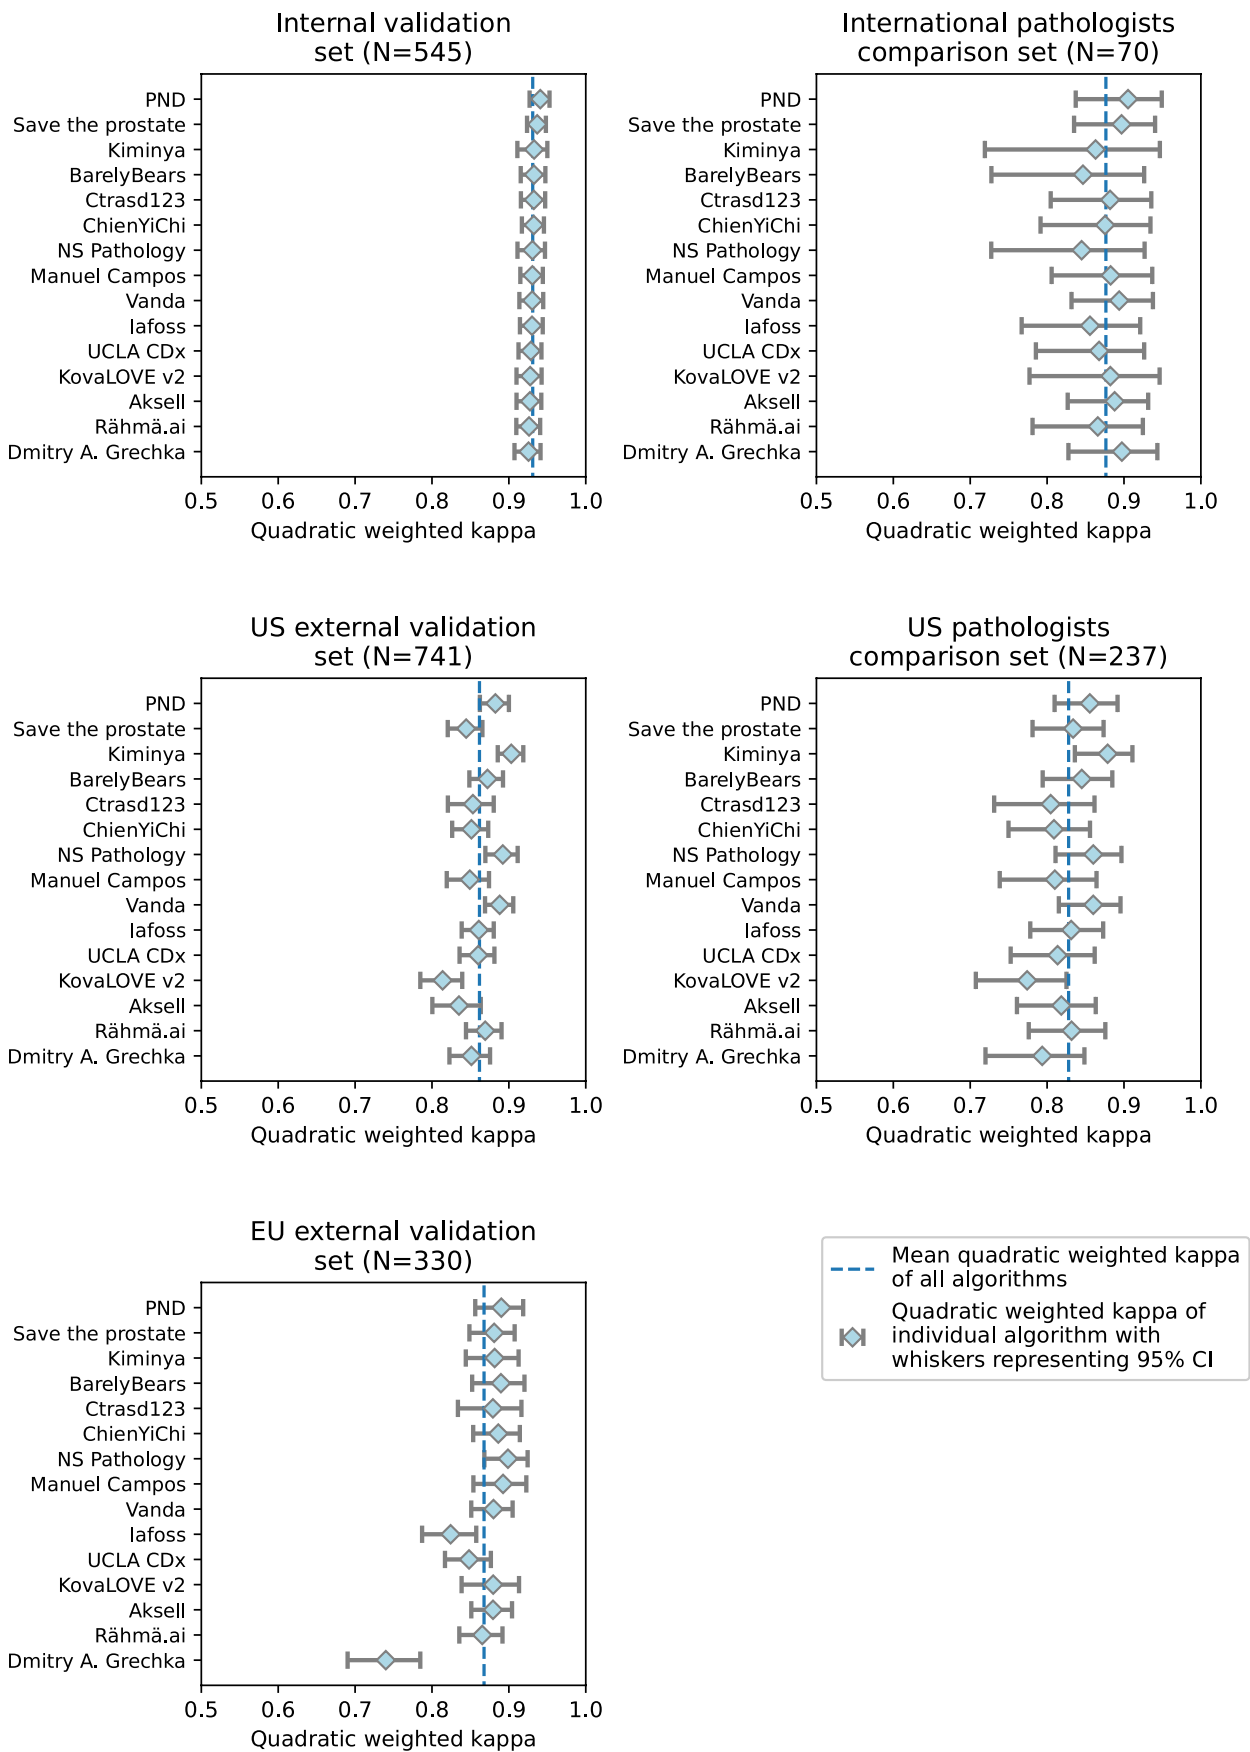 Internal validation
set (N=545)
PND
Save the prostate
Kiminya
BarelyBears
Ctrasd123
ChienYiChi
NS Pathology
Manuel Campos
Vanda
Iafoss
UCLA CDx
KovaLOVE v2
Aksell
Rähmä.ai
Dmitry A. Grechka
0.5 0.6 0.7 0.8 0.9 1.0
Quadratic weighted kappa
International pathologists
comparison set (N=70)
PND
Save the prostate
Kiminya
BarelyBears
Ctrasd123
ChienYiChi
NS Pathology
Manuel Campos
Vanda
Iafoss
UCLA CDx
KovaLOVE v2
Aksell
Rähmä.ai
Dmitry A. Grechka
0.5 0.6 0.7 0.8 0.9 1.0
Quadratic weighted kappa
US external validation
set (N=741)
PND
Save the prostate
Kiminya
BarelyBears
Ctrasd123
ChienYiChi
NS Pathology
Manuel Campos
Vanda
Iafoss
UCLA CDx
KovaLOVE v2
Aksell
Rähmä.ai
Dmitry A. Grechka
0.5 0.6 0.7 0.8 0.9 1.0
Quadratic weighted kappa
US pathologists
comparison set (N=237)
PND
Save the prostate
Kiminya
BarelyBears
Ctrasd123
ChienYiChi
NS Pathology
Manuel Campos
Vanda
Iafoss
UCLA CDx
KovaLOVE v2
Aksell
Rähmä.ai
Dmitry A. Grechka
0.5 0.6 0.7 0.8 0.9 1.0
Quadratic weighted kappa
EU external validation
set (N=330)
PND
Save the prostate
Kiminya
BarelyBears
Ctrasd123
ChienYiChi
NS Pathology
Manuel Campos
Vanda
Iafoss
UCLA CDx
KovaLOVE v2
Aksell
Rähmä.ai
Dmitry A. Grechka
0.5 0.6 0.7 0.8 0.9 1.0
Quadratic weighted kappa
Mean quadratic weighted kappa
of all algorithms
Quadratic weighted kappa of
individual algorithm with
whiskers representing 95% CI